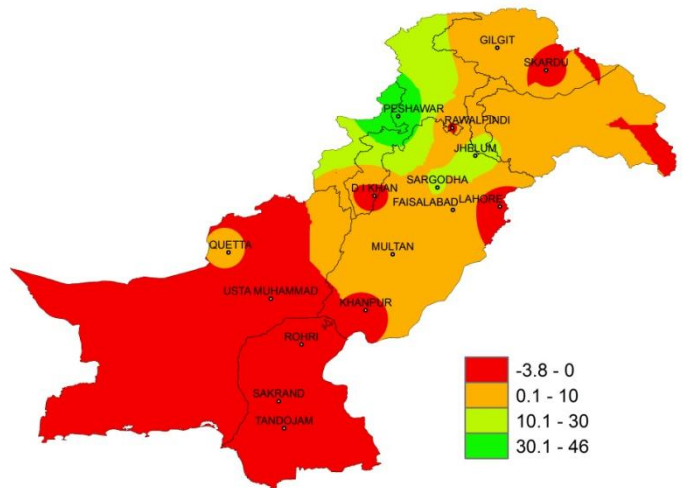 GILGIT
SKARDU
PESHAWAR
RAWALPINDI
JHELUM
SARGODHA
D I KHAN
FAISALABAD
LAHORE
QUETTA
MULTAN
USTA MUHAMMAD
KHANPUR
ROHRI
SAKRAND
TANDOJAM
-3.8 - 0
0.1 - 10
10.1 - 30
30.1 - 46